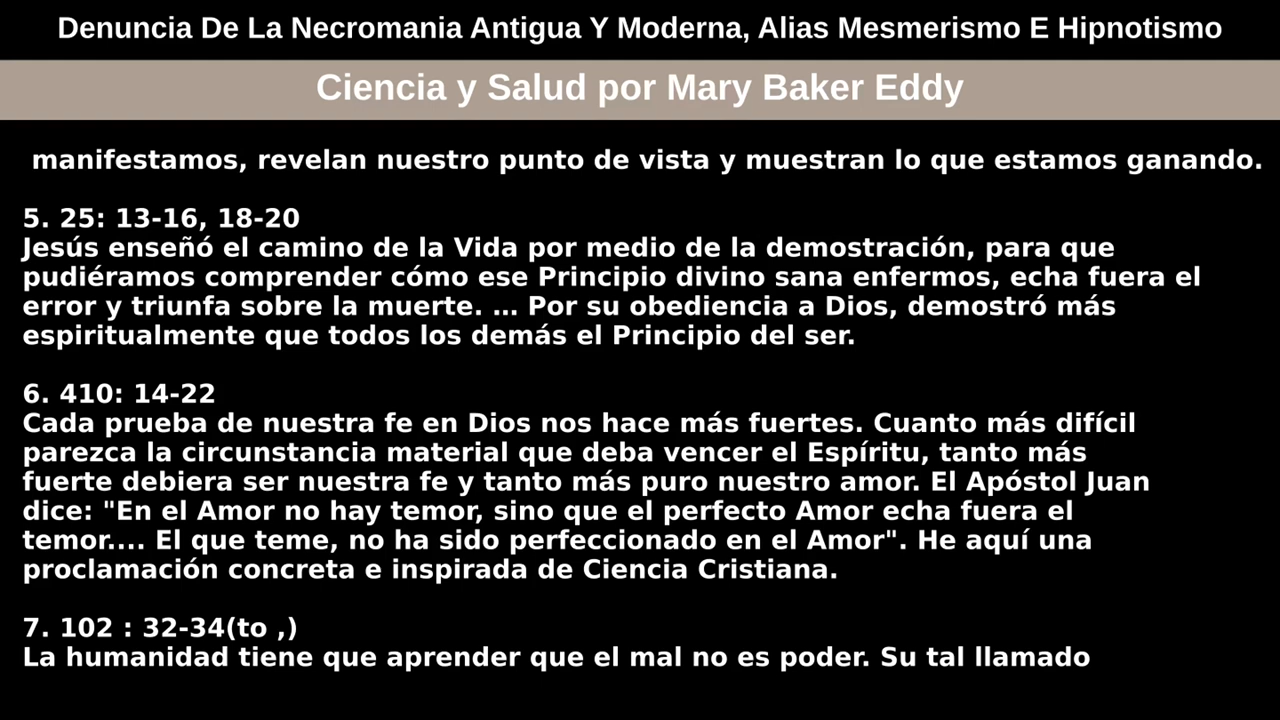 Denuncia De La Necromania Antigua Y Moderna, Alias Mesmerismo E Hipnotismo
Ciencia y Salud por Mary Baker Eddy
manifestamos, revelan nuestro punto de vista y muestran lo que estamos ganando.
5. 25: 13-16, 18-20
Jesús enseñó el camino de la Vida por medio de la demostración, para que
pudiéramos comprender cómo ese Principio divino sana enfermos, echa fuera el
error y triunfa sobre la muerte. … Por su obediencia a Dios, demostró más
espiritualmente que todos los demás el Principio del ser.
6. 410: 14-22
Cada prueba de nuestra fe en Dios nos hace más fuertes. Cuanto más difícil
parezca la circunstancia material que deba vencer el Espíritu, tanto más
fuerte debiera ser nuestra fe y tanto más puro nuestro amor. El Apóstol Juan
dice: "En el Amor no hay temor, sino que el perfecto Amor echa fuera el
temor.... El que teme, no ha sido perfeccionado en el Amor". He aquí una
proclamación concreta e inspirada de Ciencia Cristiana.
7. 102 : 32-34(to ,)
La humanidad tiene que aprender que el mal no es poder. Su tal llamado